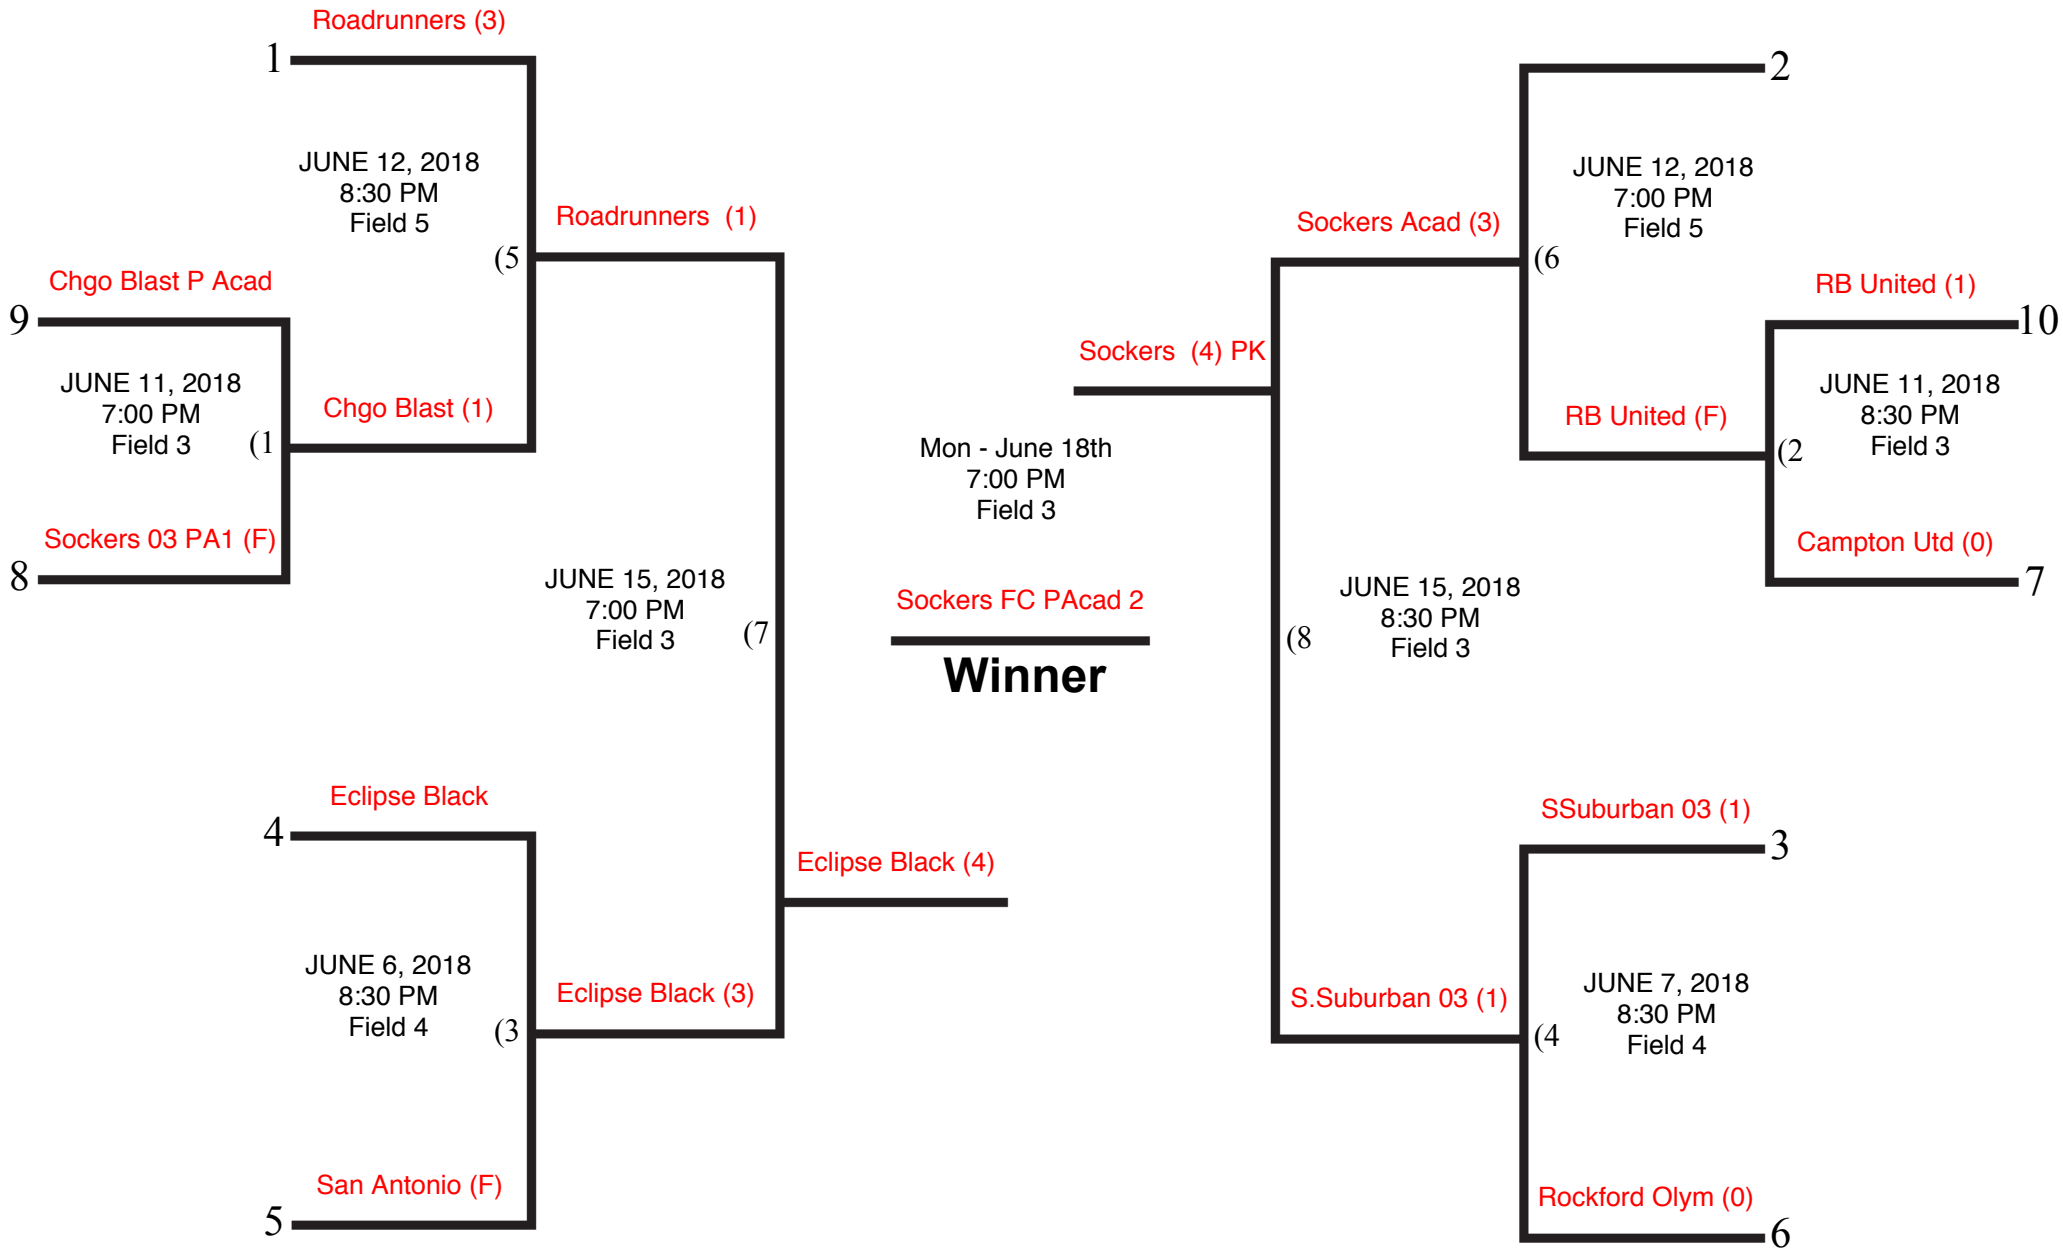 Roadrunners (3)
1
JUNE 12, 2018
8:30 PM
Field 5
Roadrunners  (1)
(5
Chgo Blast P Acad
9
JUNE 11, 2018
7:00 PM
Field 3
(1
Chgo Blast (1)
Sockers 03 PA1 (F)
8
JUNE 15, 2018
7:00 PM
Field 3
(7
Eclipse Black
4
JUNE 6, 2018
8:30 PM
Field 4
(3
Eclipse Black (3)
San Antonio (F)
5
Eclipse Black (4)
Sockers  (4) PK
Mon - June 18th
7:00 PM
Field 3
Sockers FC PAcad 2
Winner
2
JUNE 12, 2018
7:00 PM
Field 5
Sockers Acad (3)
(6
RB United (1)
10
JUNE 11, 2018
8:30 PM
Field 3
RB United (F)
(2
Campton Utd (0)
7
JUNE 15, 2018
8:30 PM
Field 3
(8
SSuburban 03 (1)
3
JUNE 7, 2018
8:30 PM
Field 4
S.Suburban 03 (1)
(4
Rockford Olym (0)
6